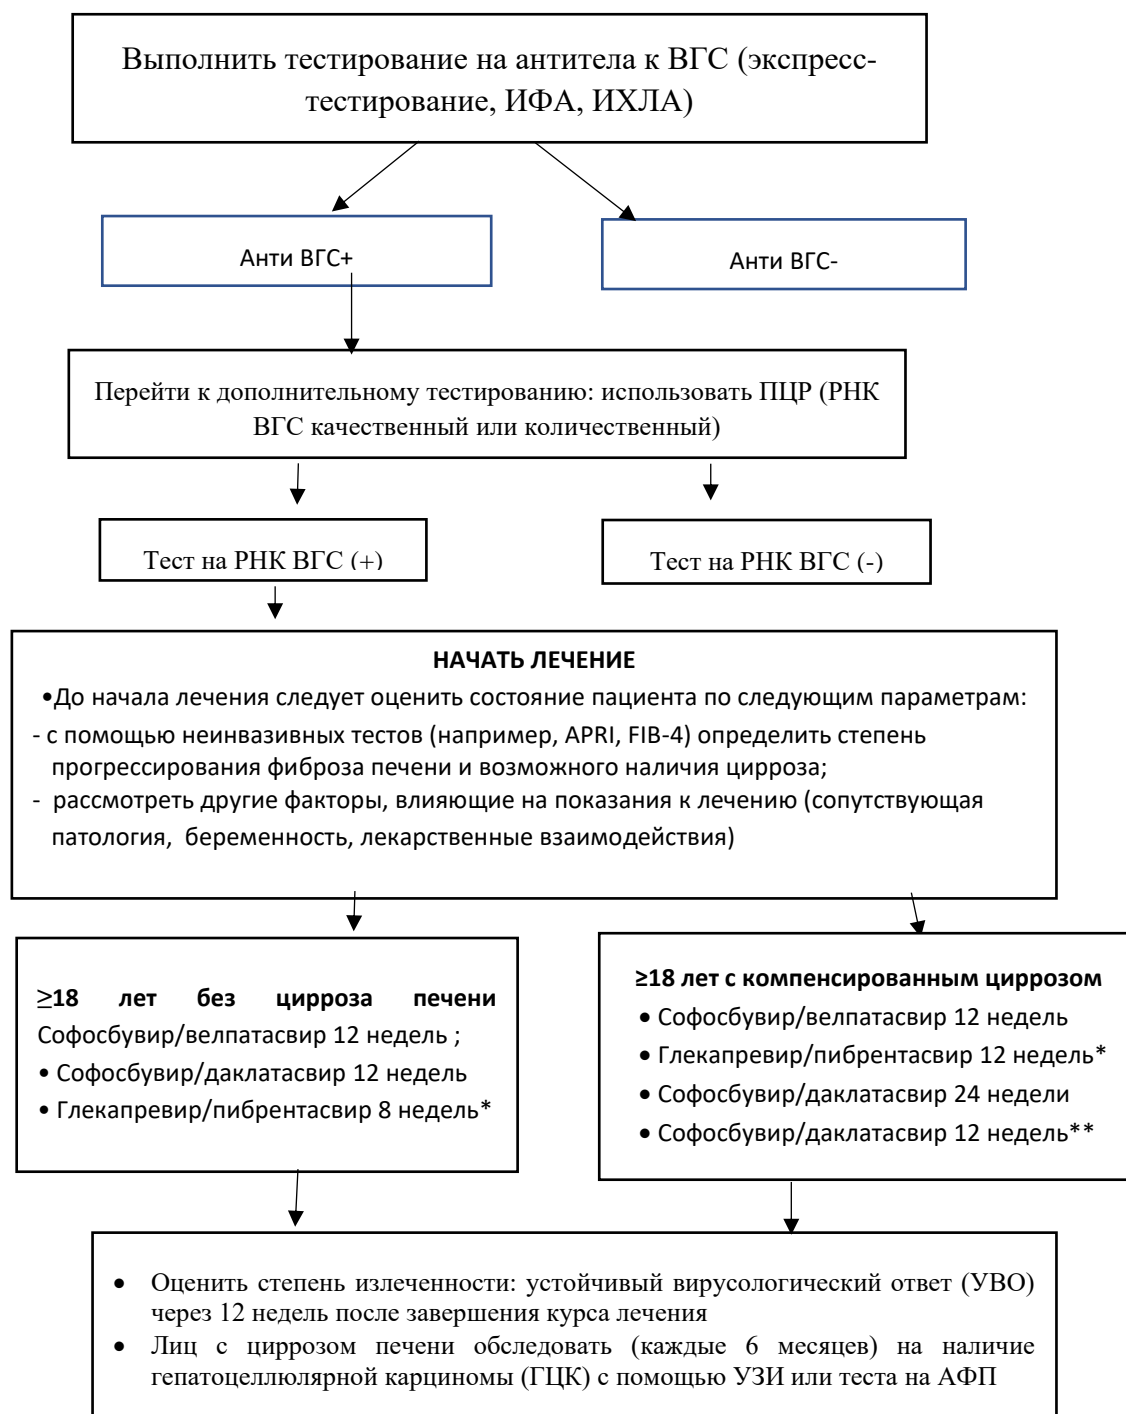 Выполнить тестирование на антитела к ВГС (экспресс-
тестирование, ИФА, ИХЛА)
Анти ВГС+
Анти ВГС-
Перейти к дополнительному тестированию: использовать ПЦР (РНК
ВГС качественный или количественный)
Тест на РНК ВГС (+)
Тест на РНК ВГС (-)
НАЧАТЬ ЛЕЧЕНИЕ
•До начала лечения следует оценить состояние пациента по следующим параметрам:
- с помощью неинвазивных тестов (например, APRI, FIB-4) определить степень
прогрессирования фиброза печени и возможного наличия цирроза;
- рассмотреть другие факторы, влияющие на показания к лечению (сопутствующая
патология, беременность, лекарственные взаимодействия)
≥18 лет без цирроза печени
Софосбувир/велпатасвир 12 недель ;
• Софосбувир/даклатасвир 12 недель
• Глекапревир/пибрентасвир 8 недель*
≥18 лет с компенсированным циррозом
• Софосбувир/велпатасвир 12 недель
• Глекапревир/пибрентасвир 12 недель*
• Софосбувир/даклатасвир 24 недели
• Софосбувир/даклатасвир 12 недель**
• Оценить степень излеченности: устойчивый вирусологический ответ (УВО)
через 12 недель после завершения курса лечения
• Лиц с циррозом печени обследовать (каждые 6 месяцев) на наличие
гепатоцеллюлярной карциномы (ГЦК) с помощью УЗИ или теста на АФП